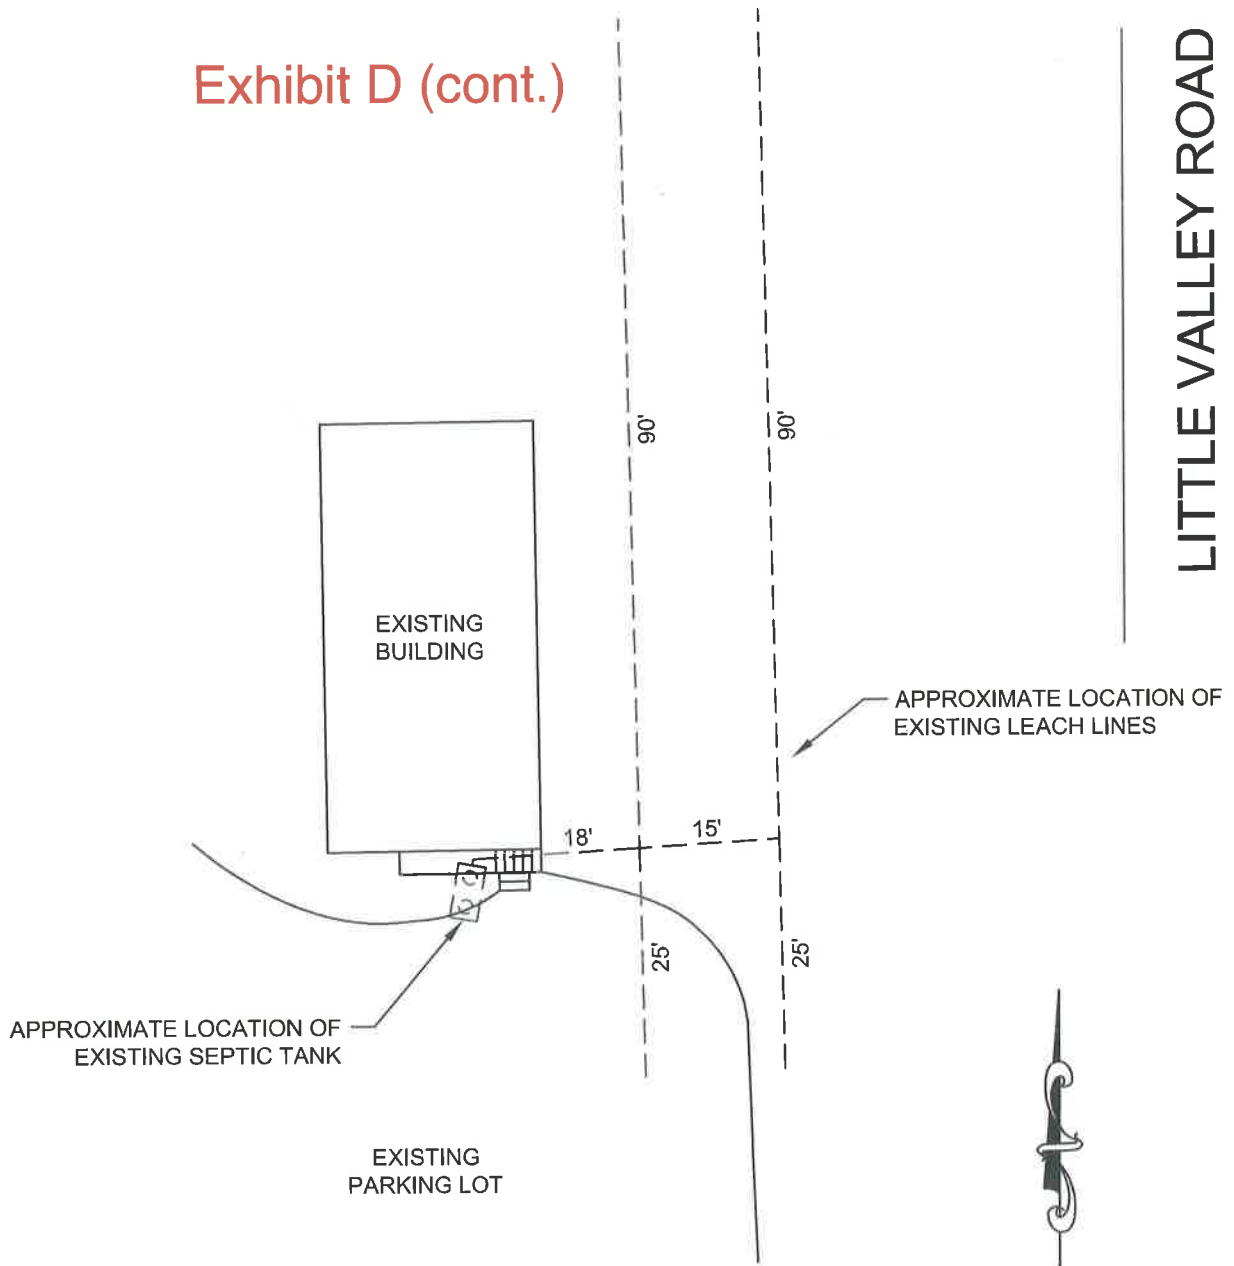 Exhibit D (cont.)
LITTLE VALLEY ROAD
90'
90'
EXISTING
BUILDING
APPROXIMATE LOCATION OF
EXISTING LEACH LINES
18'
15'
25'
25'
APPROXIMATE LOCATION OF
EXISTING SEPTIC TANK
EXISTING
PARKING LOT